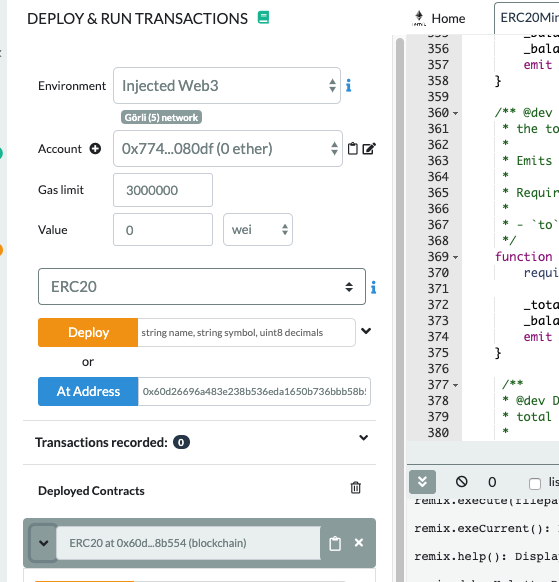 DEPLOY & RUN TRANSACTIONS
Environment
Injected Web3
Görli (5) network
Account
0x774...080df (0 ether)
Gas limit
3000000
Value
0
wei
ERC20
Deploy
string name, string symbol, uint8 decimals
or
At Address
0x60d26696a483e238b536eda1650b736bbb58b
Transactions recorded: 0
Deployed Contracts
ERC20 at 0x60d...8b554 (blockchain)
Home
ERC20Mi
356 _bala
357 emit
358 }
359
360 /** @dev
361 * the to
362 *
363 * Emits
364 *
365 * Requir
366 *
367 * - `to`
368 */
369 function
370 requi
371
372 _tota
373 _bala
374 emit
375 }
376
377 /**
378 * @dev D
379 * total
380 *
0
lis
remix.execute(filepa
remix.exeCurrent():
remix.help(): Displa